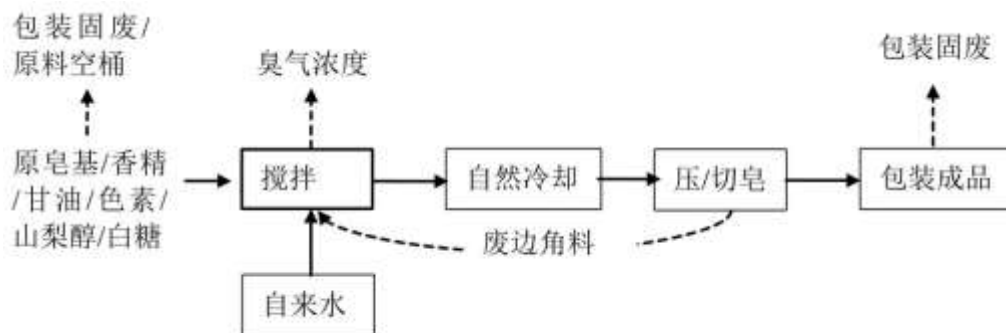 包装固废/
原料空桶
臭气浓度
包装固废
原皂基/香精
/甘油/色素/
山梨醇/白糖
搅拌
自然冷却
压/切皂
包装成品
废边角料
自来水